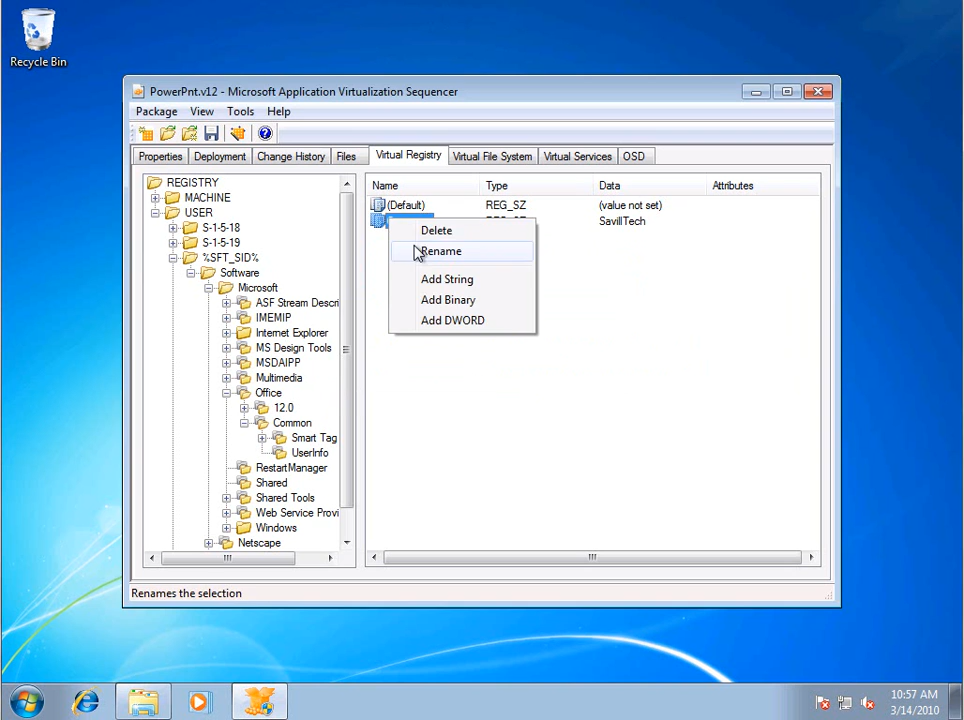 Recycle Bin
PowerPnt.v12 - Microsoft Application Virtualization Sequencer
Package View Tools Help
Properties Deployment Change History Files Virtual Registry Virtual File System Virtual Services OSD
REGISTRY
MACHINE
USER
S-1-5-18
S-1-5-19
%SFT_SID%
Software
Microsoft
ASF Stream Descri
IMEMIP
Internet Explorer
MS Design Tools
MSDAIPP
Multimedia
Office
12.0
Common
Smart Tag
UserInfo
RestartManager
Shared
Shared Tools
Web Service Provi
Windows
Netscape
Name Type Data Attributes
(Default) REG_SZ (value not set)
SavillTech
Delete
Rename
Add String
Add Binary
Add DWORD
Renames the selection
10:57 AM
3/14/2010